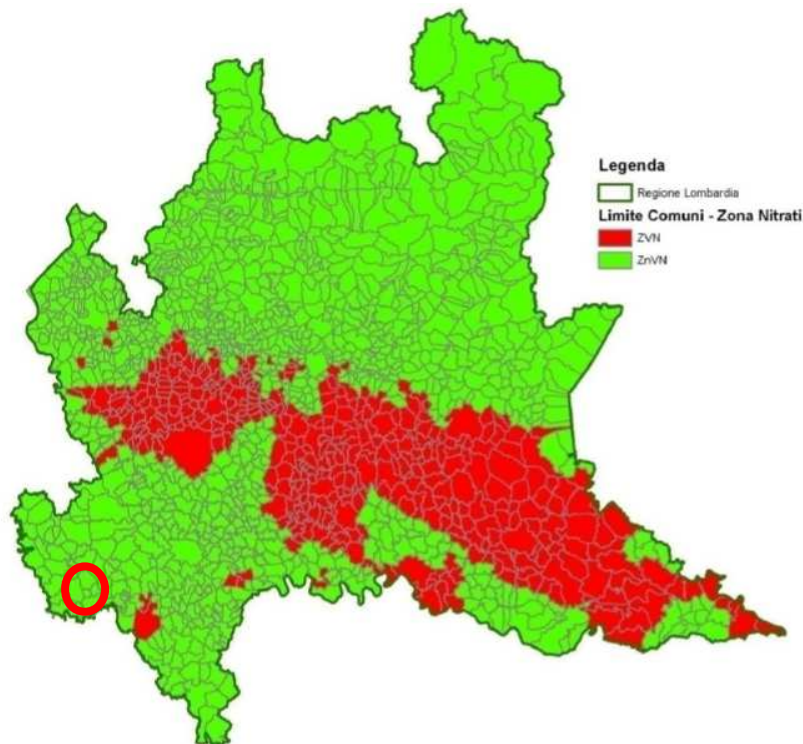 Legenda
Regione Lombardia
Limite Comuni - Zona Nitrati
ZVN
ZnVN